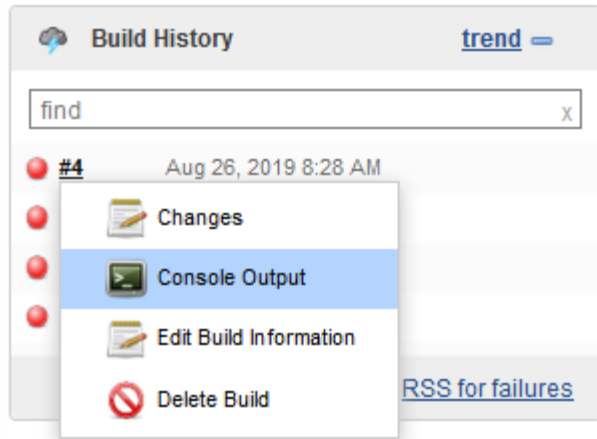 Build History trend
find x
#4 Aug 26, 2019 8:28 AM
Changes
Console Output
Edit Build Information
Delete Build
RSS for failures